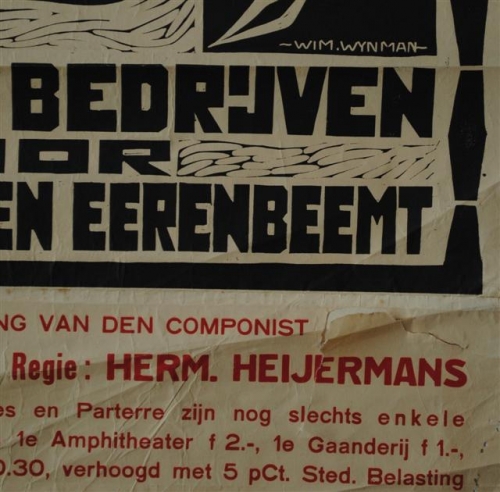 -WIM.WYNMAN-
BEDRIJVEN
OOR
EN EERENBEEMT
NG VAN DEN COMPONIST
Regie: HERM. HEIJERMANS
es en Parterre zijn nog slechts enkele
1e Amphitheater f 2.-, 1e Gaanderij f 1.-,
0.30, verhoogd met 5 pCt. Sted. Belasting